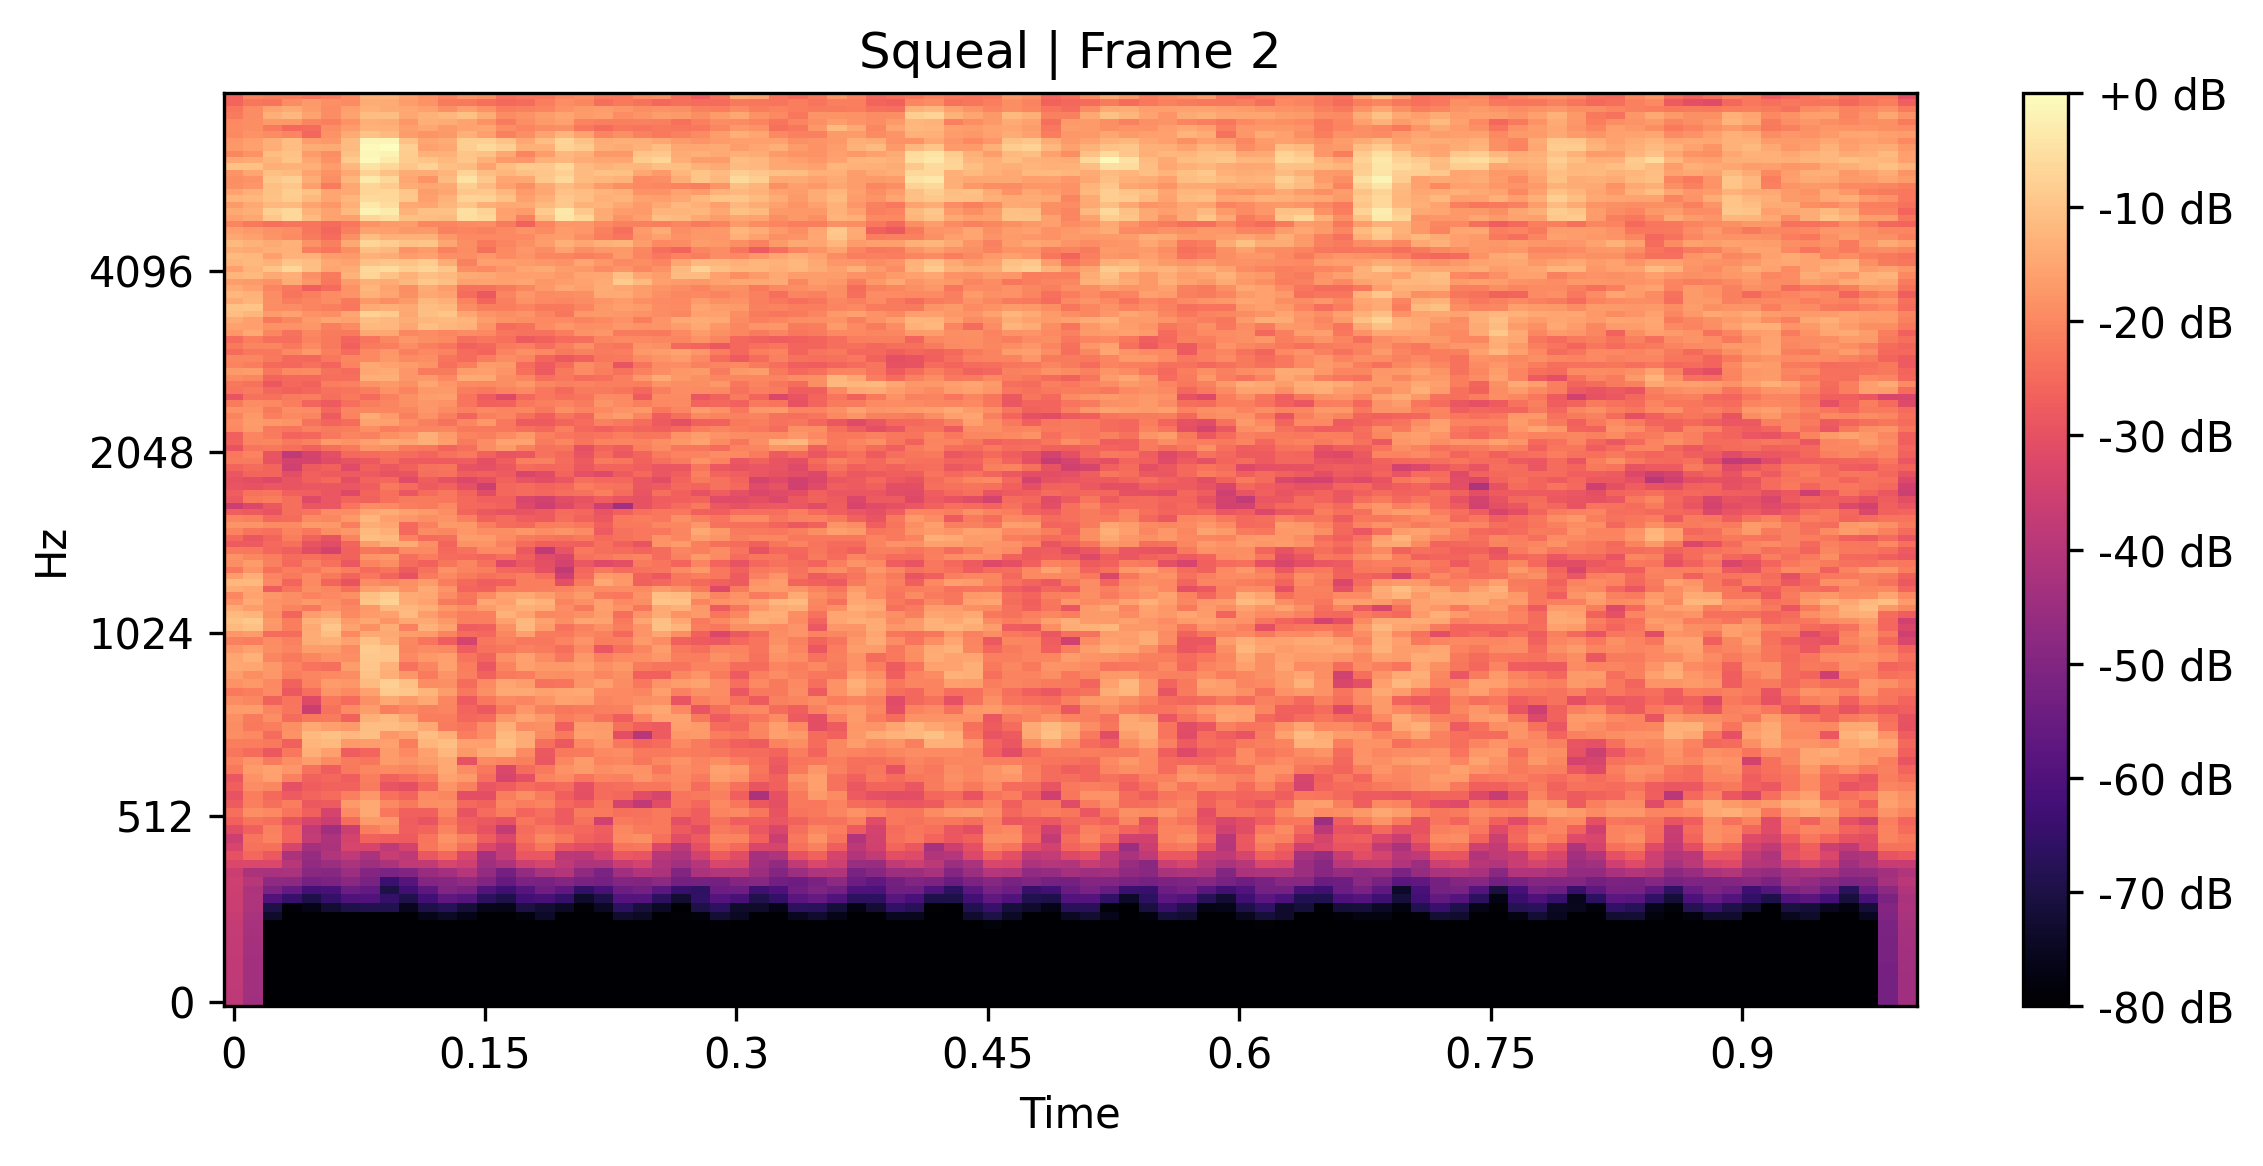 Squeal | Frame 2
+0 dB
-10 dB
-20 dB
-30 dB
-40 dB
-50 dB
-60 dB
-70 dB
-80 dB
Hz
4096
2048
1024
512
0
0 0.15 0.3 0.45 0.6 0.75 0.9
Time